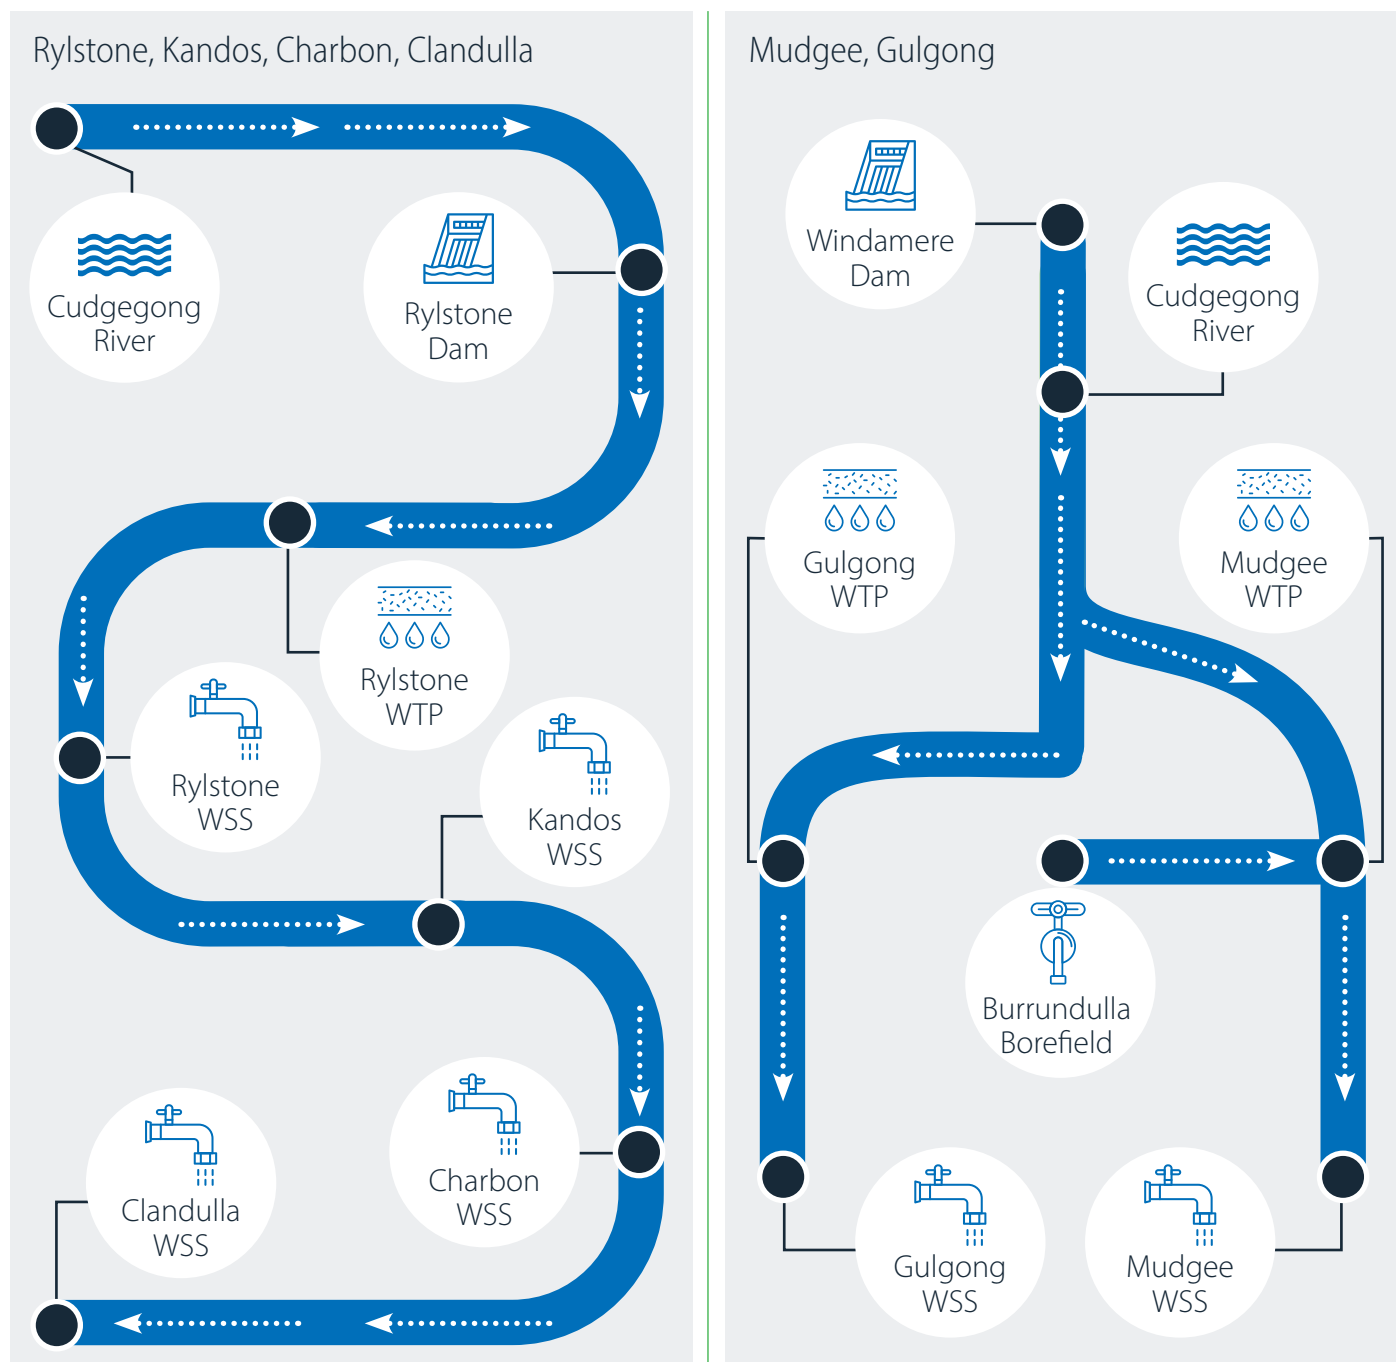 Rylstone, Kandos, Charbon, Clandulla
Cudgegong
River
Rylstone
Dam
Rylstone
WTP
Rylstone
WSS
Kandos
WSS
Charbon
WSS
Clandulla
WSS
Mudgee, Gulgong
Windamere
Dam
Cudgegong
River
Gulgong
WTP
Mudgee
WTP
Burrundulla
Borefield
Gulgong
WSS
Mudgee
WSS